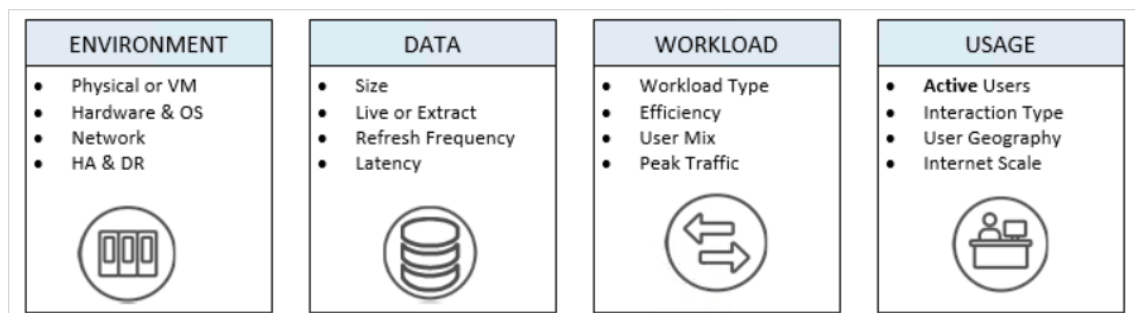 ENVIRONMENT
• Physical or VM
• Hardware & OS
• Network
• HA & DR
DATA
• Size
• Live or Extract
• Refresh Frequency
• Latency
WORKLOAD
• Workload Type
• Efficiency
• User Mix
• Peak Traffic
USAGE
• Active Users
• Interaction Type
• User Geography
• Internet Scale